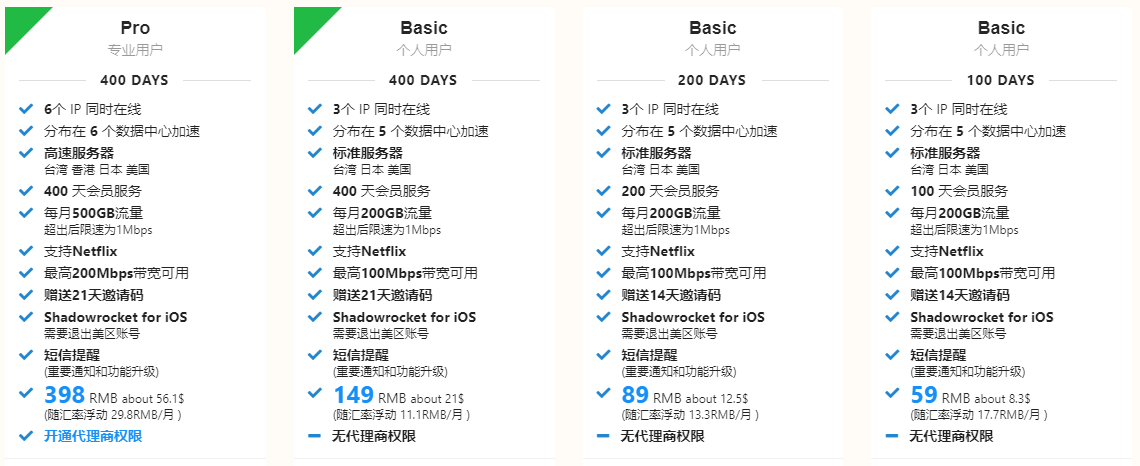 Pro
专业用户
400 DAYS
6个 IP 同时在线
分布在 6 个数据中心加速
高速服务器
台湾 香港 日本 美国
400 天会员服务
每月500GB流量
超出后限速为1Mbps
支持Netflix
最高200Mbps带宽可用
赠送21天邀请码
Shadowrocket for iOS
需要退出美区账号
短信提醒
(重要通知和功能升级)
398 RMB about 56.1$
(随汇率浮动 29.8RMB/月 )
开通代理商权限
Basic
个人用户
400 DAYS
3个 IP 同时在线
分布在 5 个数据中心加速
标准服务器
台湾 日本 美国
400 天会员服务
每月200GB流量
超出后限速为1Mbps
支持Netflix
最高100Mbps带宽可用
赠送21天邀请码
Shadowrocket for iOS
需要退出美区账号
短信提醒
(重要通知和功能升级)
149 RMB about 21$
(随汇率浮动 11.1RMB/月 )
无代理商权限
Basic
个人用户
200 DAYS
3个 IP 同时在线
分布在 5 个数据中心加速
标准服务器
台湾 日本 美国
200 天会员服务
每月200GB流量
超出后限速为1Mbps
支持Netflix
最高100Mbps带宽可用
赠送14天邀请码
Shadowrocket for iOS
需要退出美区账号
短信提醒
(重要通知和功能升级)
89 RMB about 12.5$
(随汇率浮动 13.3RMB/月 )
无代理商权限
Basic
个人用户
100 DAYS
3个 IP 同时在线
分布在 5 个数据中心加速
标准服务器
台湾 日本 美国
100 天会员服务
每月200GB流量
超出后限速为1Mbps
支持Netflix
最高100Mbps带宽可用
赠送14天邀请码
Shadowrocket for iOS
需要退出美区账号
短信提醒
(重要通知和功能升级)
59 RMB about 8.3$
(随汇率浮动 17.7RMB/月 )
无代理商权限